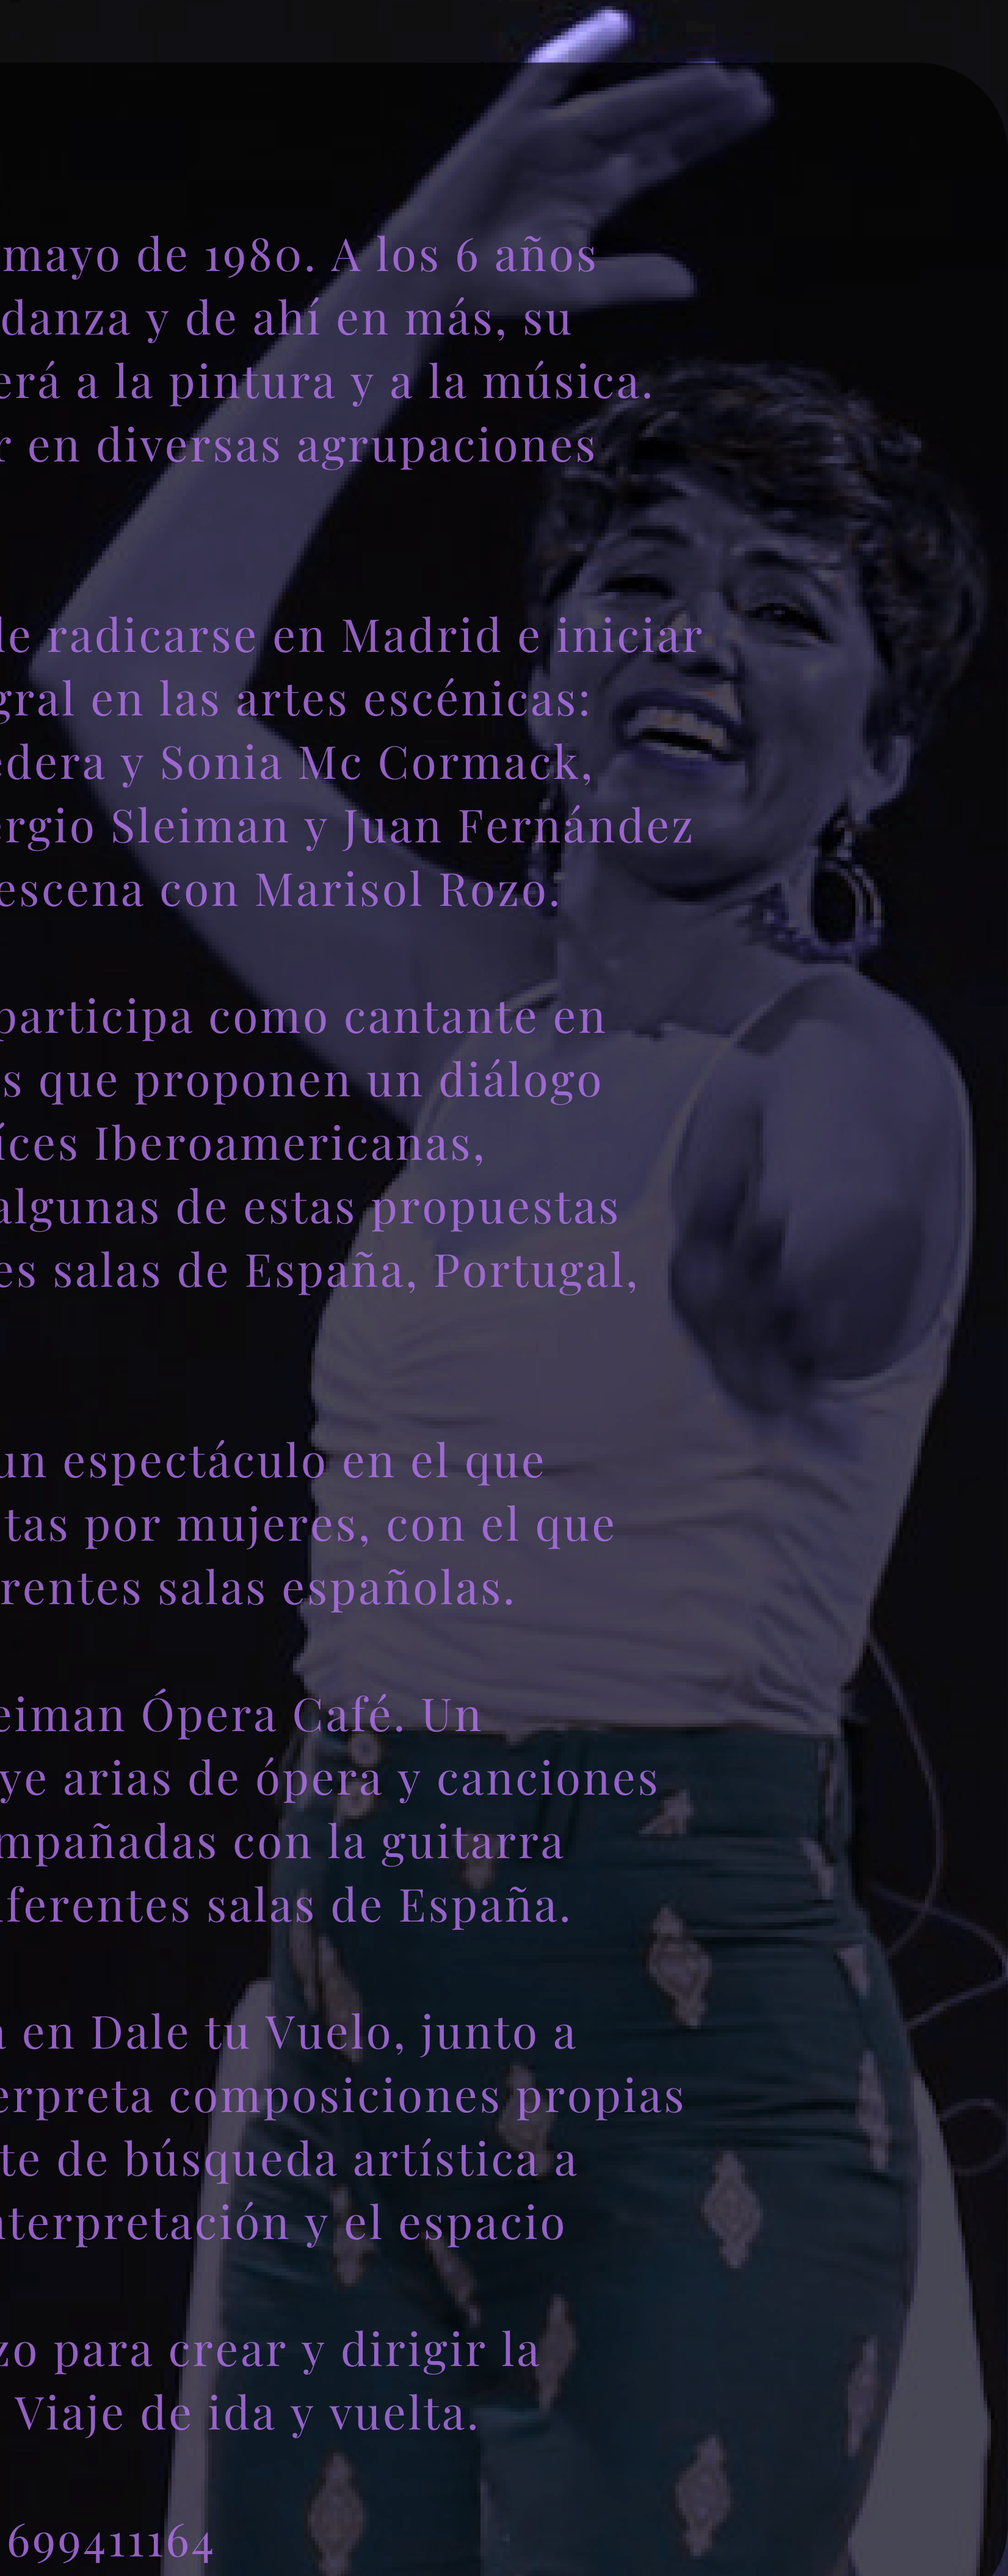 mayo de 1980. A los 6 años
danza y de ahí en más, su
erá a la pintura y a la música.
r en diversas agrupaciones
de radicarse en Madrid e iniciar
gral en las artes escénicas:
edera y Sonia Mc Cormack,
ergio Sleiman y Juan Fernández
escena con Marisol Rozo.
participa como cantante en
s que proponen un diálogo
íces Iberoamericanas,
algunas de estas propuestas
es salas de España, Portugal,
un espectáculo en el que
tas por mujeres, con el que
rentes salas españolas.
eiman Ópera Café. Un
ye arias de ópera y canciones
mpañadas con la guitarra
iferentes salas de España.
a en Dale tu Vuelo, junto a
erpreta composiciones propias
te de búsqueda artística a
nterpretación y el espacio
zo para crear y dirigir la
Viaje de ida y vuelta.
699411164